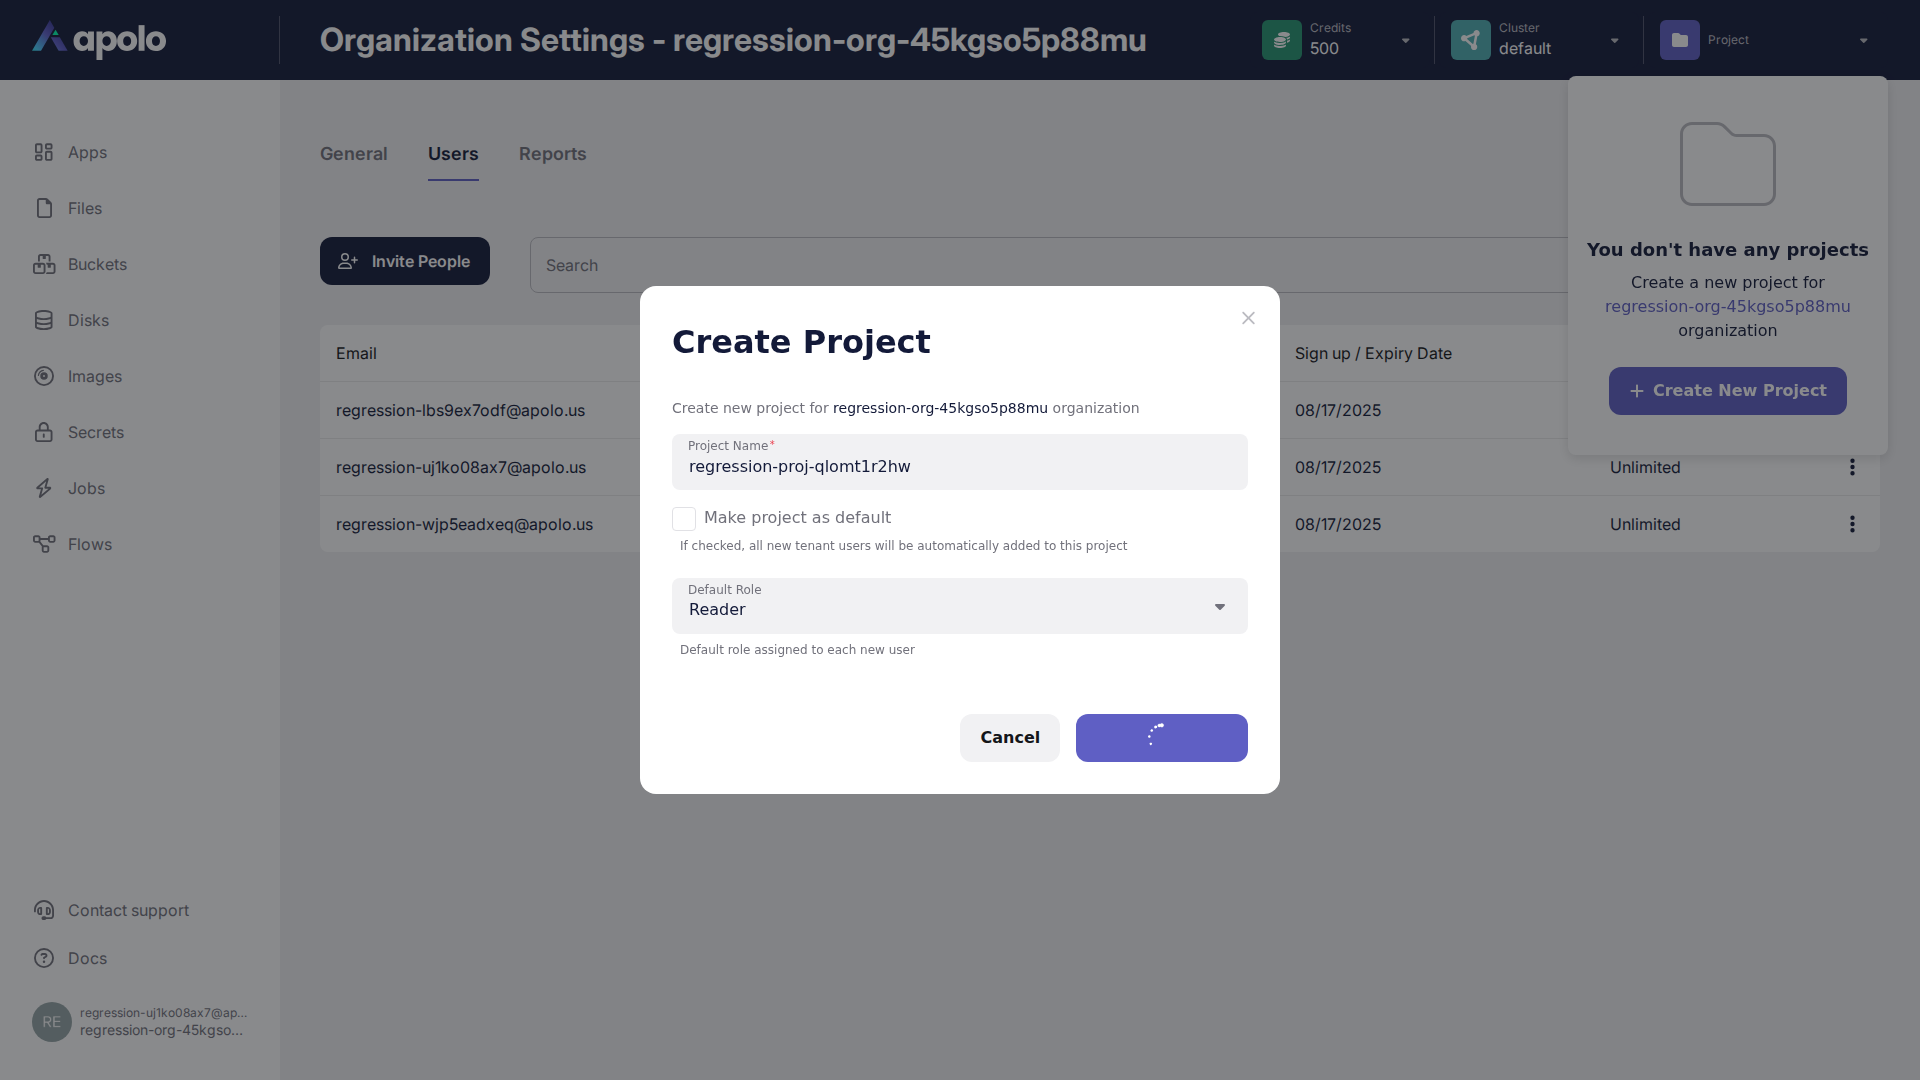 apolo
Organization Settings - regression-org-45kgso5p88mu
Credits
500
Cluster
default
Project
Apps
Files
Buckets
Disks
Images
Secrets
Jobs
Flows
Contact support
Docs
RE
regression-uj1ko08ax7@ap...
regression-org-45kgso...
General
Users
Reports
Invite People
Search
Email
Sign up / Expiry Date
regression-lbs9ex7odf@apolo.us
08/17/2025
regression-uj1ko08ax7@apolo.us
08/17/2025
Unlimited
regression-wjp5eadxeq@apolo.us
08/17/2025
Unlimited
You don't have any projects
Create a new project for
regression-org-45kgso5p88mu
organization
Create New Project
Create Project
Create new project for regression-org-45kgso5p88mu organization
Project Name*
regression-proj-qlomt1r2hw
Make project as default
If checked, all new tenant users will be automatically added to this project
Default Role
Reader
Default role assigned to each new user
Cancel